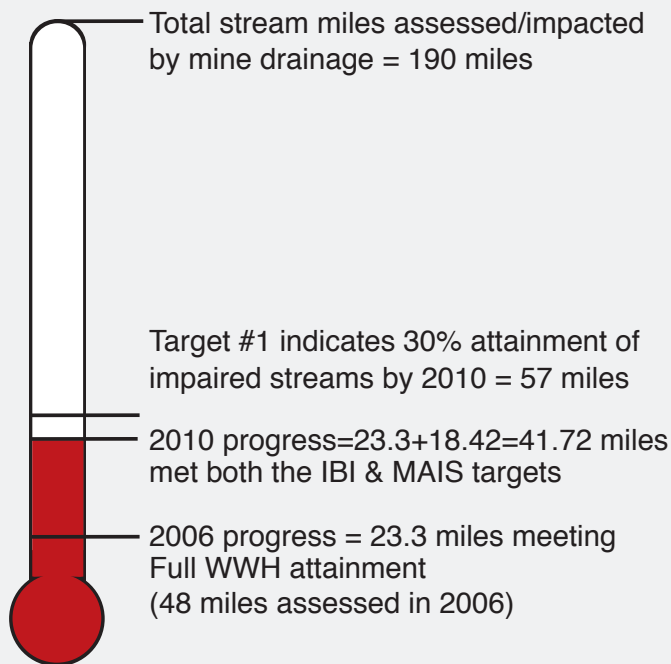 Total stream miles assessed/impacted
by mine drainage = 190 miles
Target #1 indicates 30% attainment of
impaired streams by 2010 = 57 miles
2010 progress=23.3+18.42=41.72 miles
met both the IBI & MAIS targets
2006 progress = 23.3 miles meeting
Full WWH attainment
(48 miles assessed in 2006)